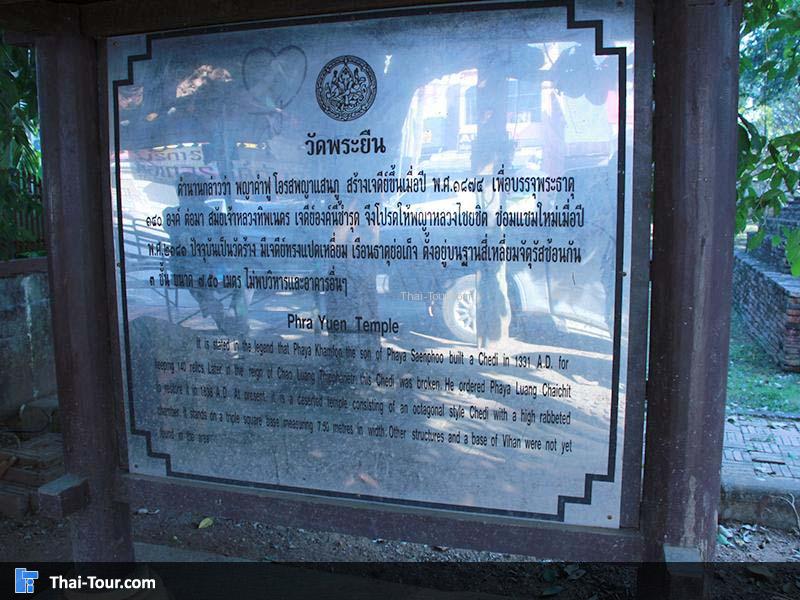 วัดพระยืน
ตำนานกล่าวว่า พญาคำฟู โอรสพญาแสนภู สร้างเจดีย์ขึ้นเมื่อปี พ.ศ.๑๘๗๔ เพื่อบรรจุพระธาตุ
๑๔๐ องค์ ต่อมา สมัยเจ้าหลวงทิพเนตร เจดีย์องค์นี้ชำรุด จึงโปรดให้พญาหลวงไชยชิต ซ่อมแซมใหม่เมื่อปี
พ.ศ.๒๑๘๑ ปัจจุบันเป็นวัดร้าง มีเจดีย์ทรงแปดเหลี่ยม เรือนธาตุย่อเก็จ ตั้งอยู่บนฐานสี่เหลี่ยมจัตุรัสซ้อนกัน
๓ ชั้น ขนาด ๗.๕๐ เมตร ไม่พบวิหารและอาคารอื่นๆ
Thai-Tour.com
Phra Yuen Temple
It is stated in the legend that Phaya Khamfoo the son of Phaya Saenphoo built a Chedi in 1331 A.D. for
keeping 140 relics. Later in the reign of Chao Luang Thippanetr this Chedi was broken. He ordered Phaya Luang Chaichit
to restore it in 1638 A.D. At present, it is a deserted temple consisting of an octagonal style Chedi with a high rabbeted
chamber. It stands on a triple square base measuring 7.50 metres in width. Other structures and a base of Vihan were not yet
found in the area
Thai-Tour.com